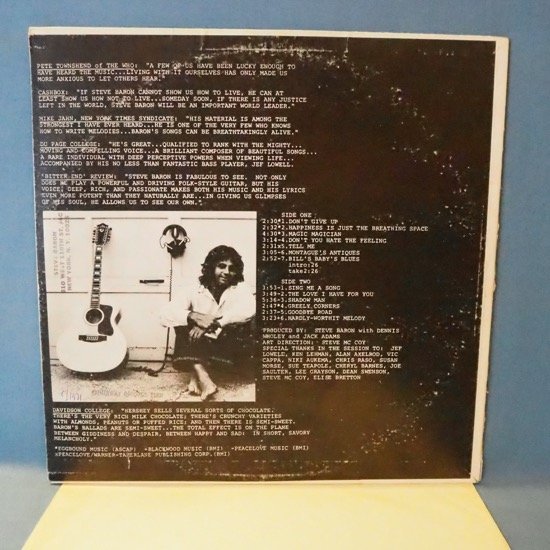 PETE TOWNSHEND of THE WHO: "A FEW OF US HAVE BEEN LUCKY ENOUGH TO
HAVE HEARD THE MUSIC...LIVING WITH IT OURSELVES HAS ONLY MADE US
MORE ANXIOUS TO LET OTHERS HEAR."
CASHBOX: "IF STEVE BARON CANNOT SHOW US HOW TO LIVE, HE CAN AT
LEAST SHOW US HOW NOT TO LIVE...SOMEDAY SOON, IF THERE IS ANY JUSTICE
LEFT IN THE WORLD, STEVE BARON WILL BE AN IMPORTANT WORLD LEADER."
MIKE JAHN, NEW YORK TIMES SYNDICATE: "HIS MATERIAL IS AMONG THE
STRONGEST I HAVE EVER HEARD...HE IS ONE OF THE VERY FEW WHO KNOWS
HOW TO WRITE MELODIES...BARON'S SONGS CAN BE BREATHTAKINGLY ALIVE."
DU PAGE COLLEGE: "HE'S GREAT...QUALIFIED TO RANK WITH THE MIGHTY...
MOVING AND COMPELLING VOICE...A BRILLIANT COMPOSER OF BEAUTIFUL SONGS...
A RARE INDIVIDUAL WITH DEEP PERCEPTIVE POWERS WHEN VIEWING LIFE...
ACCOMPANIED BY HIS NO LESS THAN FANTASTIC BASS PLAYER, JEF LOWELL."
"BITTER END" REVIEW: "STEVE BARON IS FABULOUS TO SEE. NOT ONLY
DOES HE PLAY A POWERFUL AND DRIVING FOLK-STYLE GUITAR, BUT HIS
VOICE, DEEP, RICH, AND PASSIONATE MAKES BOTH HIS MUSIC AND HIS LYRICS
EVEN MORE POTENT THAN THEY NATURALLY ARE...IN GIVING US GLIMPSES
OF HIS SOUL, HE ALLOWS US TO SEE OUR OWN."
STEVE BARON
NEW YORK, N.Y.
SIDE ONE
2:30*1.DON'T GIVE UP
2:32*2.HAPPINESS IS JUST THE BREATHING SPACE
4:30*3.MAGIC MAGICIAN
3:14-4.DON'T YOU HATE THE FEELING
2:31x5.TELL ME
3:05-6.MONTAGUE'S ANTIQUES
2:52-7.BILL'S BABY'S BLUES
intro:26
take2:26
SIDE TWO
3:53-1.SING ME A SONG
3:49-2.THE LOVE I HAVE FOR YOU
3:36-3.SHADOW MAN
2:47*4.GREELY CORNERS
2:37-5.GOODBYE ROAD
3:23+6.HARDLY-WORTHIT MELODY
PRODUCED BY: STEVE BARON with DENNIS
WHOLEY and JACK ADAMS
ART DIRECTION: STEVE MC COY
SPECIAL THANKS IN THE SESSION TO: JEF
LOWELL, KEN LEHMAN, ALAN AXELROD, VIC
CAPPA, NIKI AUKEMA, CHRIS RASO, SUSAN
MORSE, SUE TEPOLE, CHERYL BARNES, JOE
SAULTER, LEE GRAYSON, DEAN SWENSON,
STEVE MC COY, ELISE BRETTON
DAVIDSON COLLEGE: "HERSHEY SELLS SEVERAL SORTS OF CHOCOLATE.
THERE'S THE VERY RICH MILK CHOCOLATE; THERE'S CRUNCHY VARIETIES
WITH ALMONDS, PEANUTS OR PUFFED RICE; AND THEN THERE IS SEMI-SWEET.
BARON'S BALLADS ARE SEMI-SWEET...THE TOTAL EFFECT IS ON THE PLANE
BETWEEN GIDDINESS AND DESPAIR, BETWEEN HAPPY AND SAD: IN SHORT, SAVORY
MELANCHOLY."
*EGGBOUND MUSIC (ASCAP) -BLACKWOOD MUSIC (BMI) -PEACELOVE MUSIC (BMI)
xPEACELOVE/WARNER-TAMERLANE PUBLISHING CORP.(BMI)